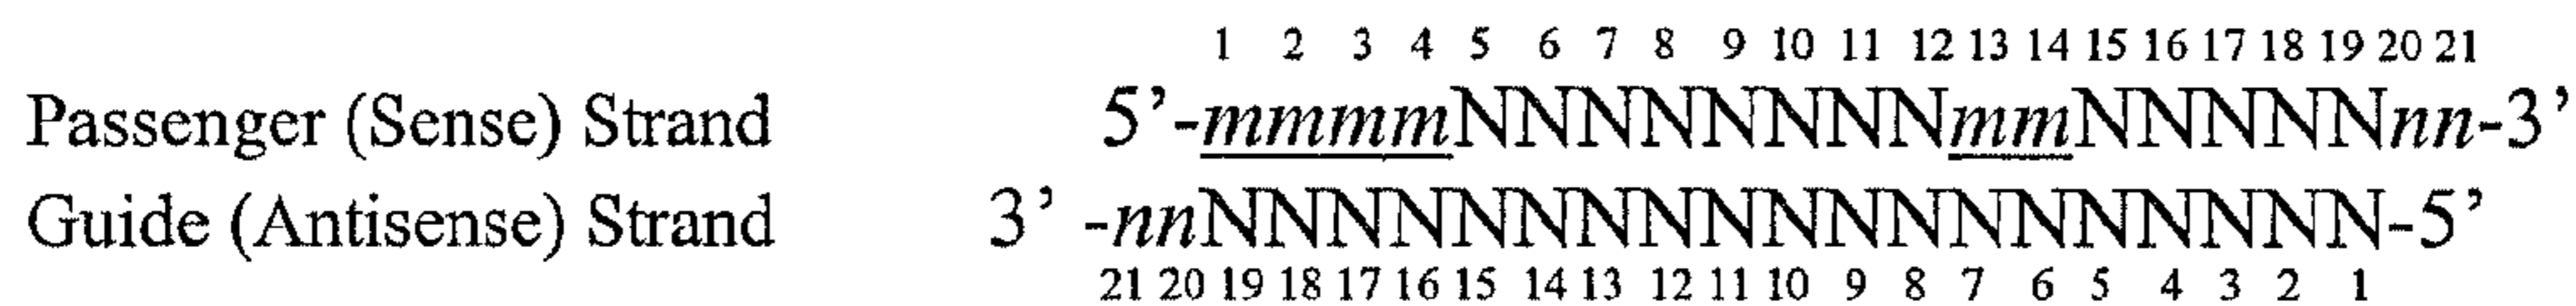 1 2 3 4 5 6 7 8 9 10 11 12 13 14 15 16 17 18 19 20 21
Passenger (Sense) Strand 5’-mmmmNNNNNNNNmmNNNNNnn-3’
Guide (Antisense) Strand 3’ -nnNNNNNNNNNNNNNNNNNNN-5’
21 20 19 18 17 16 15 14 13 12 11 10 9 8 7 6 5 4 3 2 1